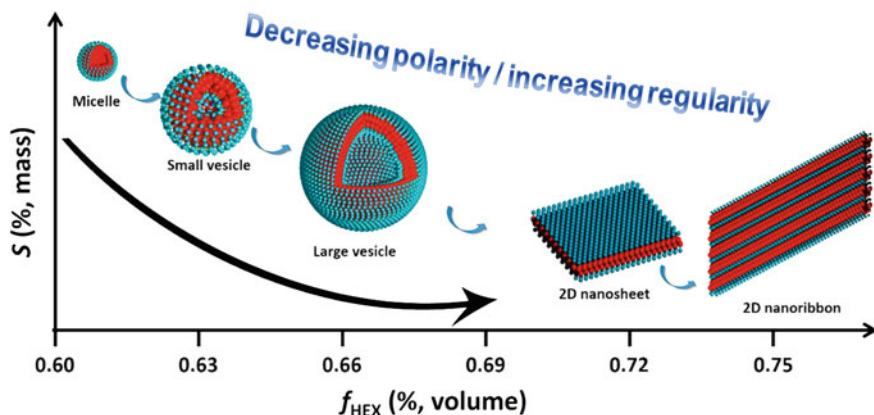 Decreasing polarity / increasing regularity
Micelle
Small vesicle
Large vesicle
2D nanosheet
2D nanoribbon
S (%, mass)
0.60 0.63 0.66 0.69 0.72 0.75
fHEX (%, volume)